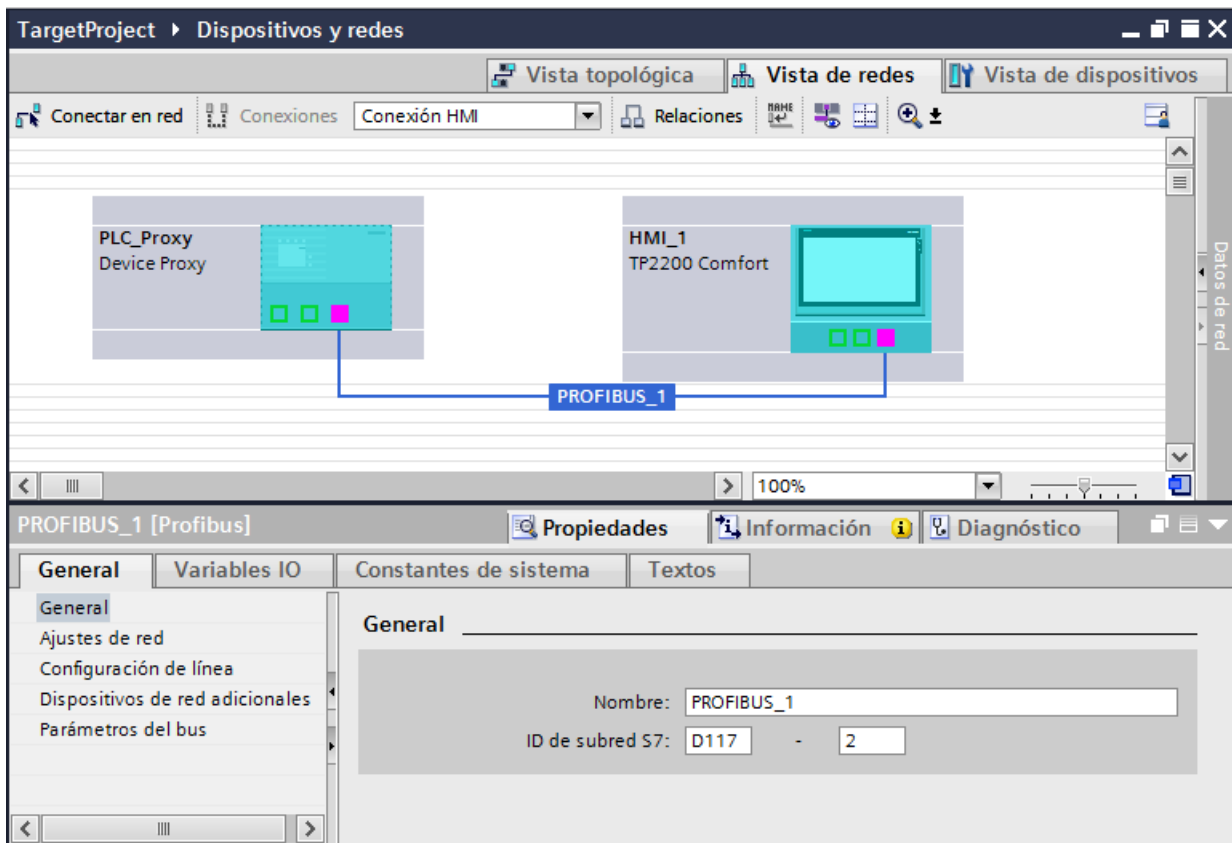 TargetProject ▸ Dispositivos y redes
Vista topológica Vista de redes Vista de dispositivos
Conectar en red Conexiones Conexión HMI Relaciones NAME
PLC_Proxy
Device Proxy
HMI_1
TP2200 Comfort
PROFIBUS_1
Datos de red
100%
PROFIBUS_1 [Profibus] Propiedades Información Diagnóstico
General Variables IO Constantes de sistema Textos
General
Ajustes de red
Configuración de línea
Dispositivos de red adicionales
Parámetros del bus
General
Nombre: PROFIBUS_1
ID de subred S7: D117 - 2